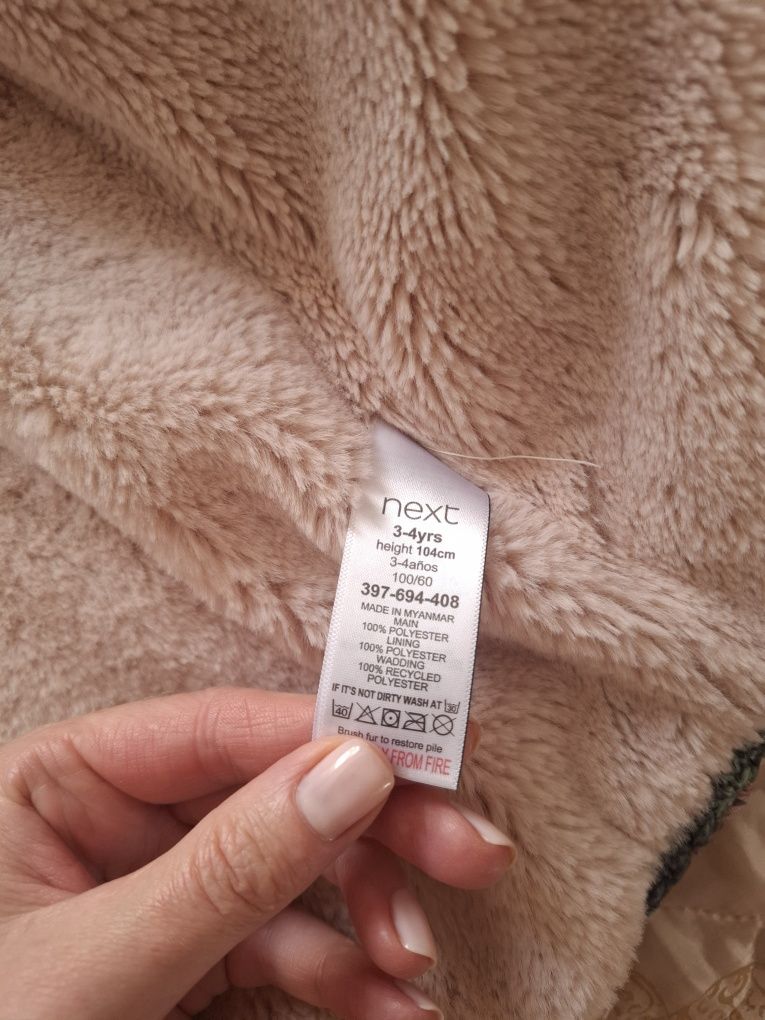 next
3-4yrs
height 104cm
3-4años
100/60
397-694-408
MADE IN MYANMAR
MAIN
100% POLYESTER
LINING
100% POLYESTER
WADDING
100% RECYCLED
POLYESTER
IF IT'S NOT DIRTY WASH AT 30
40
Brush fur to restore pile
FROM FIRE